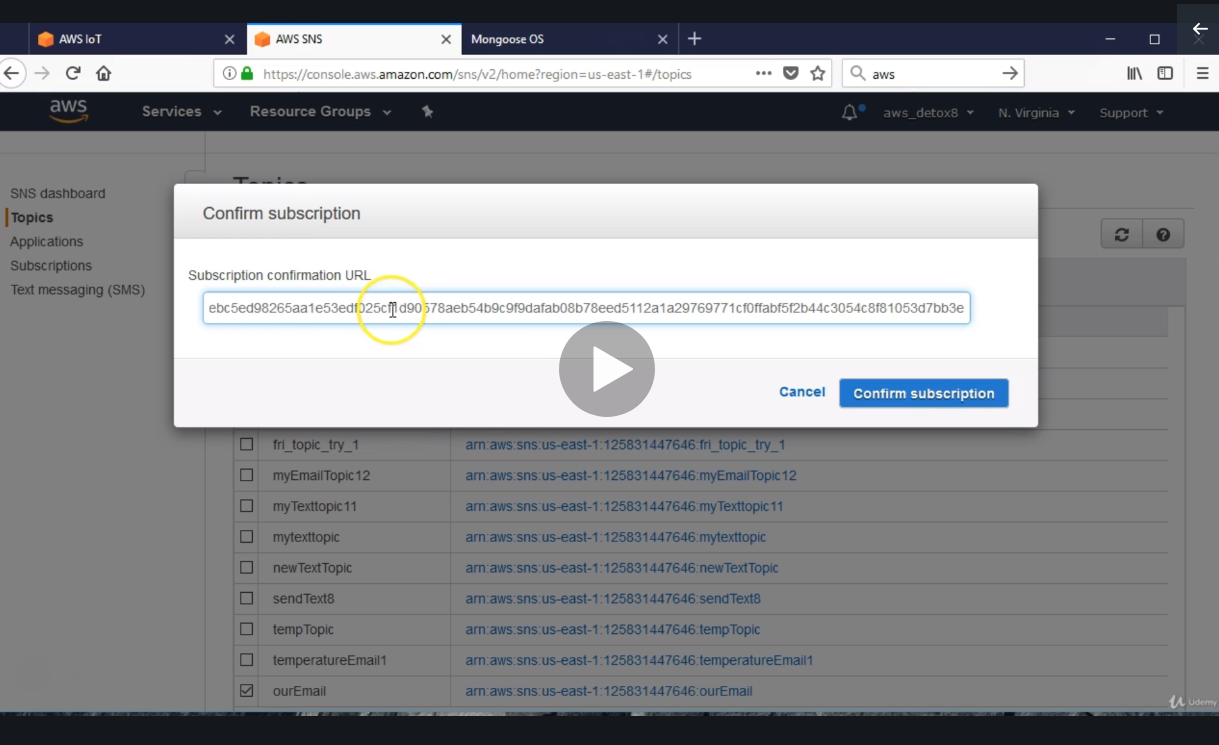 AWS IoT
AWS SNS
Mongoose OS
https://console.aws.amazon.com/sns/v2/home?region=us-east-1#/topics
aws
aws
Services
Resource Groups
aws_detox8
N. Virginia
Support
SNS dashboard
Topics
Applications
Subscriptions
Text messaging (SMS)
Topics
Confirm subscription
Subscription confirmation URL
Cancel
Confirm subscription
fri_topic_try_1 arn:aws:sns:us-east-1:125831447646:fri_topic_try_1
myEmailTopic12 arn:aws:sns:us-east-1:125831447646:myEmailTopic12
myTexttopic11 arn:aws:sns:us-east-1:125831447646:myTexttopic11
mytexttopic arn:aws:sns:us-east-1:125831447646:mytexttopic
newTextTopic arn:aws:sns:us-east-1:125831447646:newTextTopic
sendText8 arn:aws:sns:us-east-1:125831447646:sendText8
tempTopic arn:aws:sns:us-east-1:125831447646:tempTopic
temperatureEmail1 arn:aws:sns:us-east-1:125831447646:temperatureEmail1
ourEmail arn:aws:sns:us-east-1:125831447646:ourEmail
Udemy